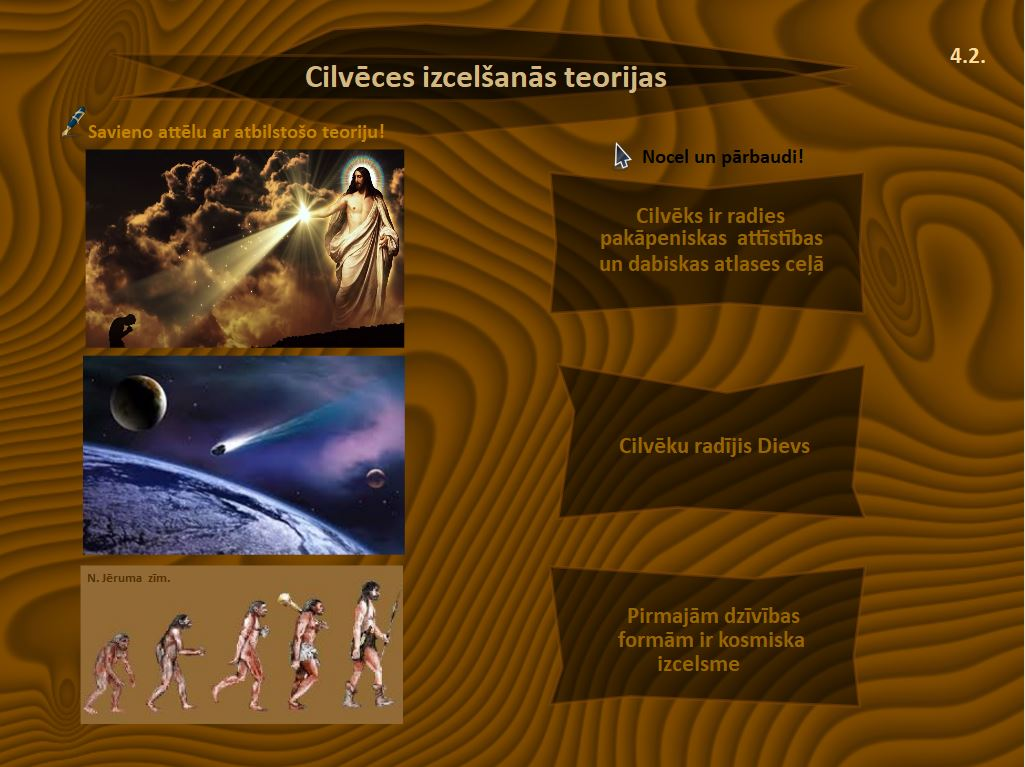 4.2.
Cilvēces izcelšanās teorijas
Savieno attēlu ar atbilstošo teoriju!
Nocel un pārbaudi!
Cilvēks ir radies
pakāpeniskas attīstības
un dabiskas atlases ceļā
Cilvēku radījis Dievs
N. Jēruma zīm.
Pirmajām dzīvības
formām ir kosmiska
izcelsme